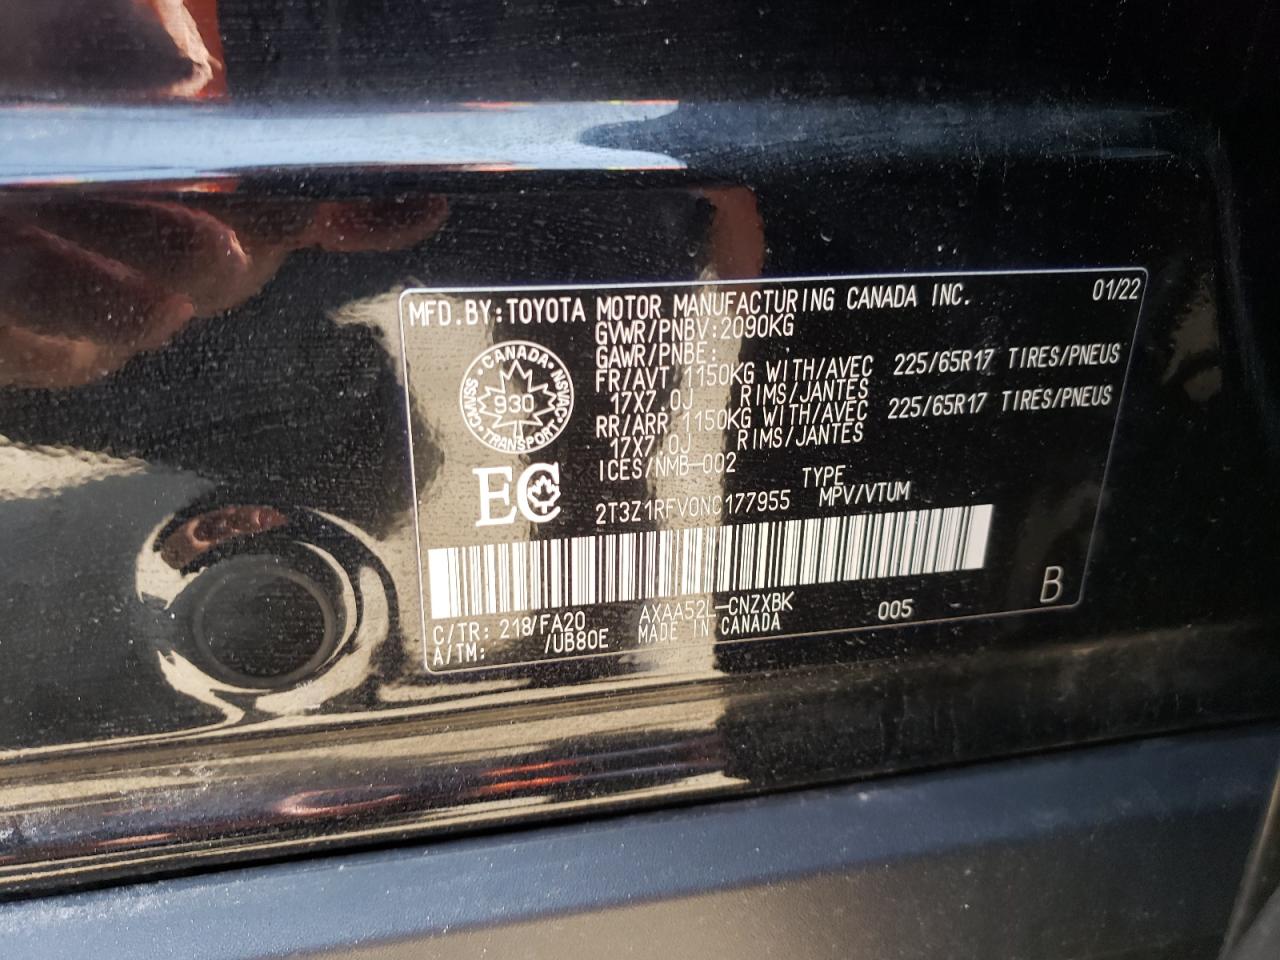 MFD.BY:TOYOTA MOTOR MANUFACTURING CANADA INC. 01/22
GVWR/PNBV:2090KG
GAWR/PNBE:
FR/AVT 1150KG WITH/AVEC 225/65R17 TIRES/PNEUS
17X7.0J RIMS/JANTES
RR/ARR 1150KG WITH/AVEC 225/65R17 TIRES/PNEUS
17X7.0J RIMS/JANTES
ICES/NMB-002 TYPE
2T3Z1RFV0NC177955 MPV/VTUM
CANADA
CMVSS NSVAC
930
TRANSPORT
EC
C/TR: 218/FA20 AXAA52L-CNZXBK 005 B
A/TM: /UB80E MADE IN CANADA